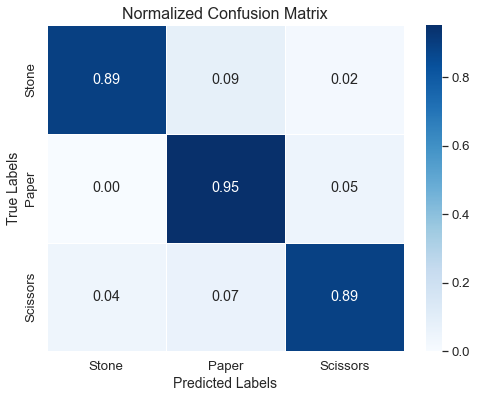 Normalized Confusion Matrix
True Labels
Stone
0.89 0.09 0.02
Paper
0.00 0.95 0.05
Scissors
0.04 0.07 0.89
Stone Paper Scissors
Predicted Labels
0.8
0.6
0.4
0.2
0.0